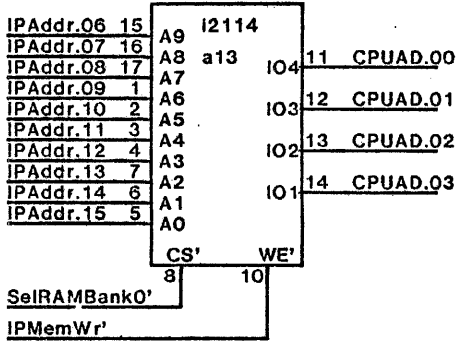 i2114
a13
IPAddr.06 15 A9
IPAddr.07 16 A8
IPAddr.08 17 A7
IPAddr.09 1 A6
IPAddr.10 2 A5
IPAddr.11 3 A4
IPAddr.12 4 A3
IPAddr.13 7 A2
IPAddr.14 6 A1
IPAddr.15 5 A0
IO4 11 CPUAD.00
IO3 12 CPUAD.01
IO2 13 CPUAD.02
IO1 14 CPUAD.03
CS' WE'
8 10
SelRAMBank0'
IPMemWr'